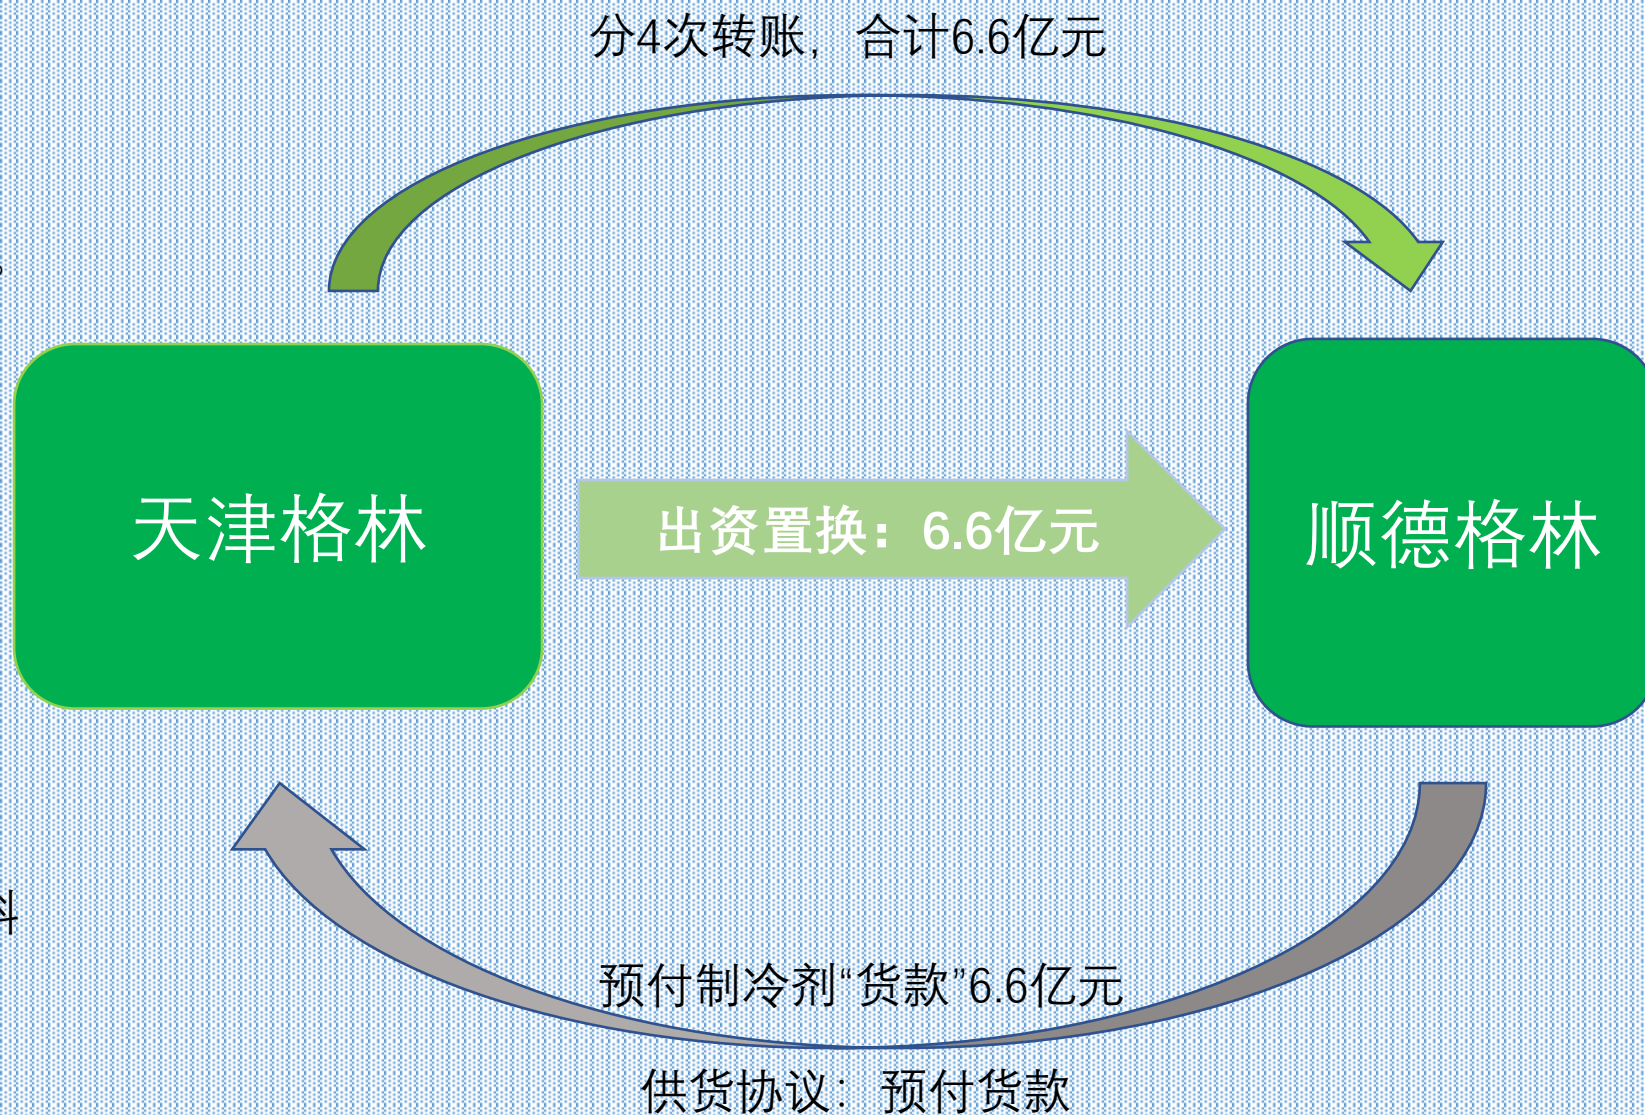 分4次转账，合计6.6亿元
。
天津格林
出资置换：6.6亿元
顺德格林
料
预付制冷剂“货款”6.6亿元
供货协议：预付货款